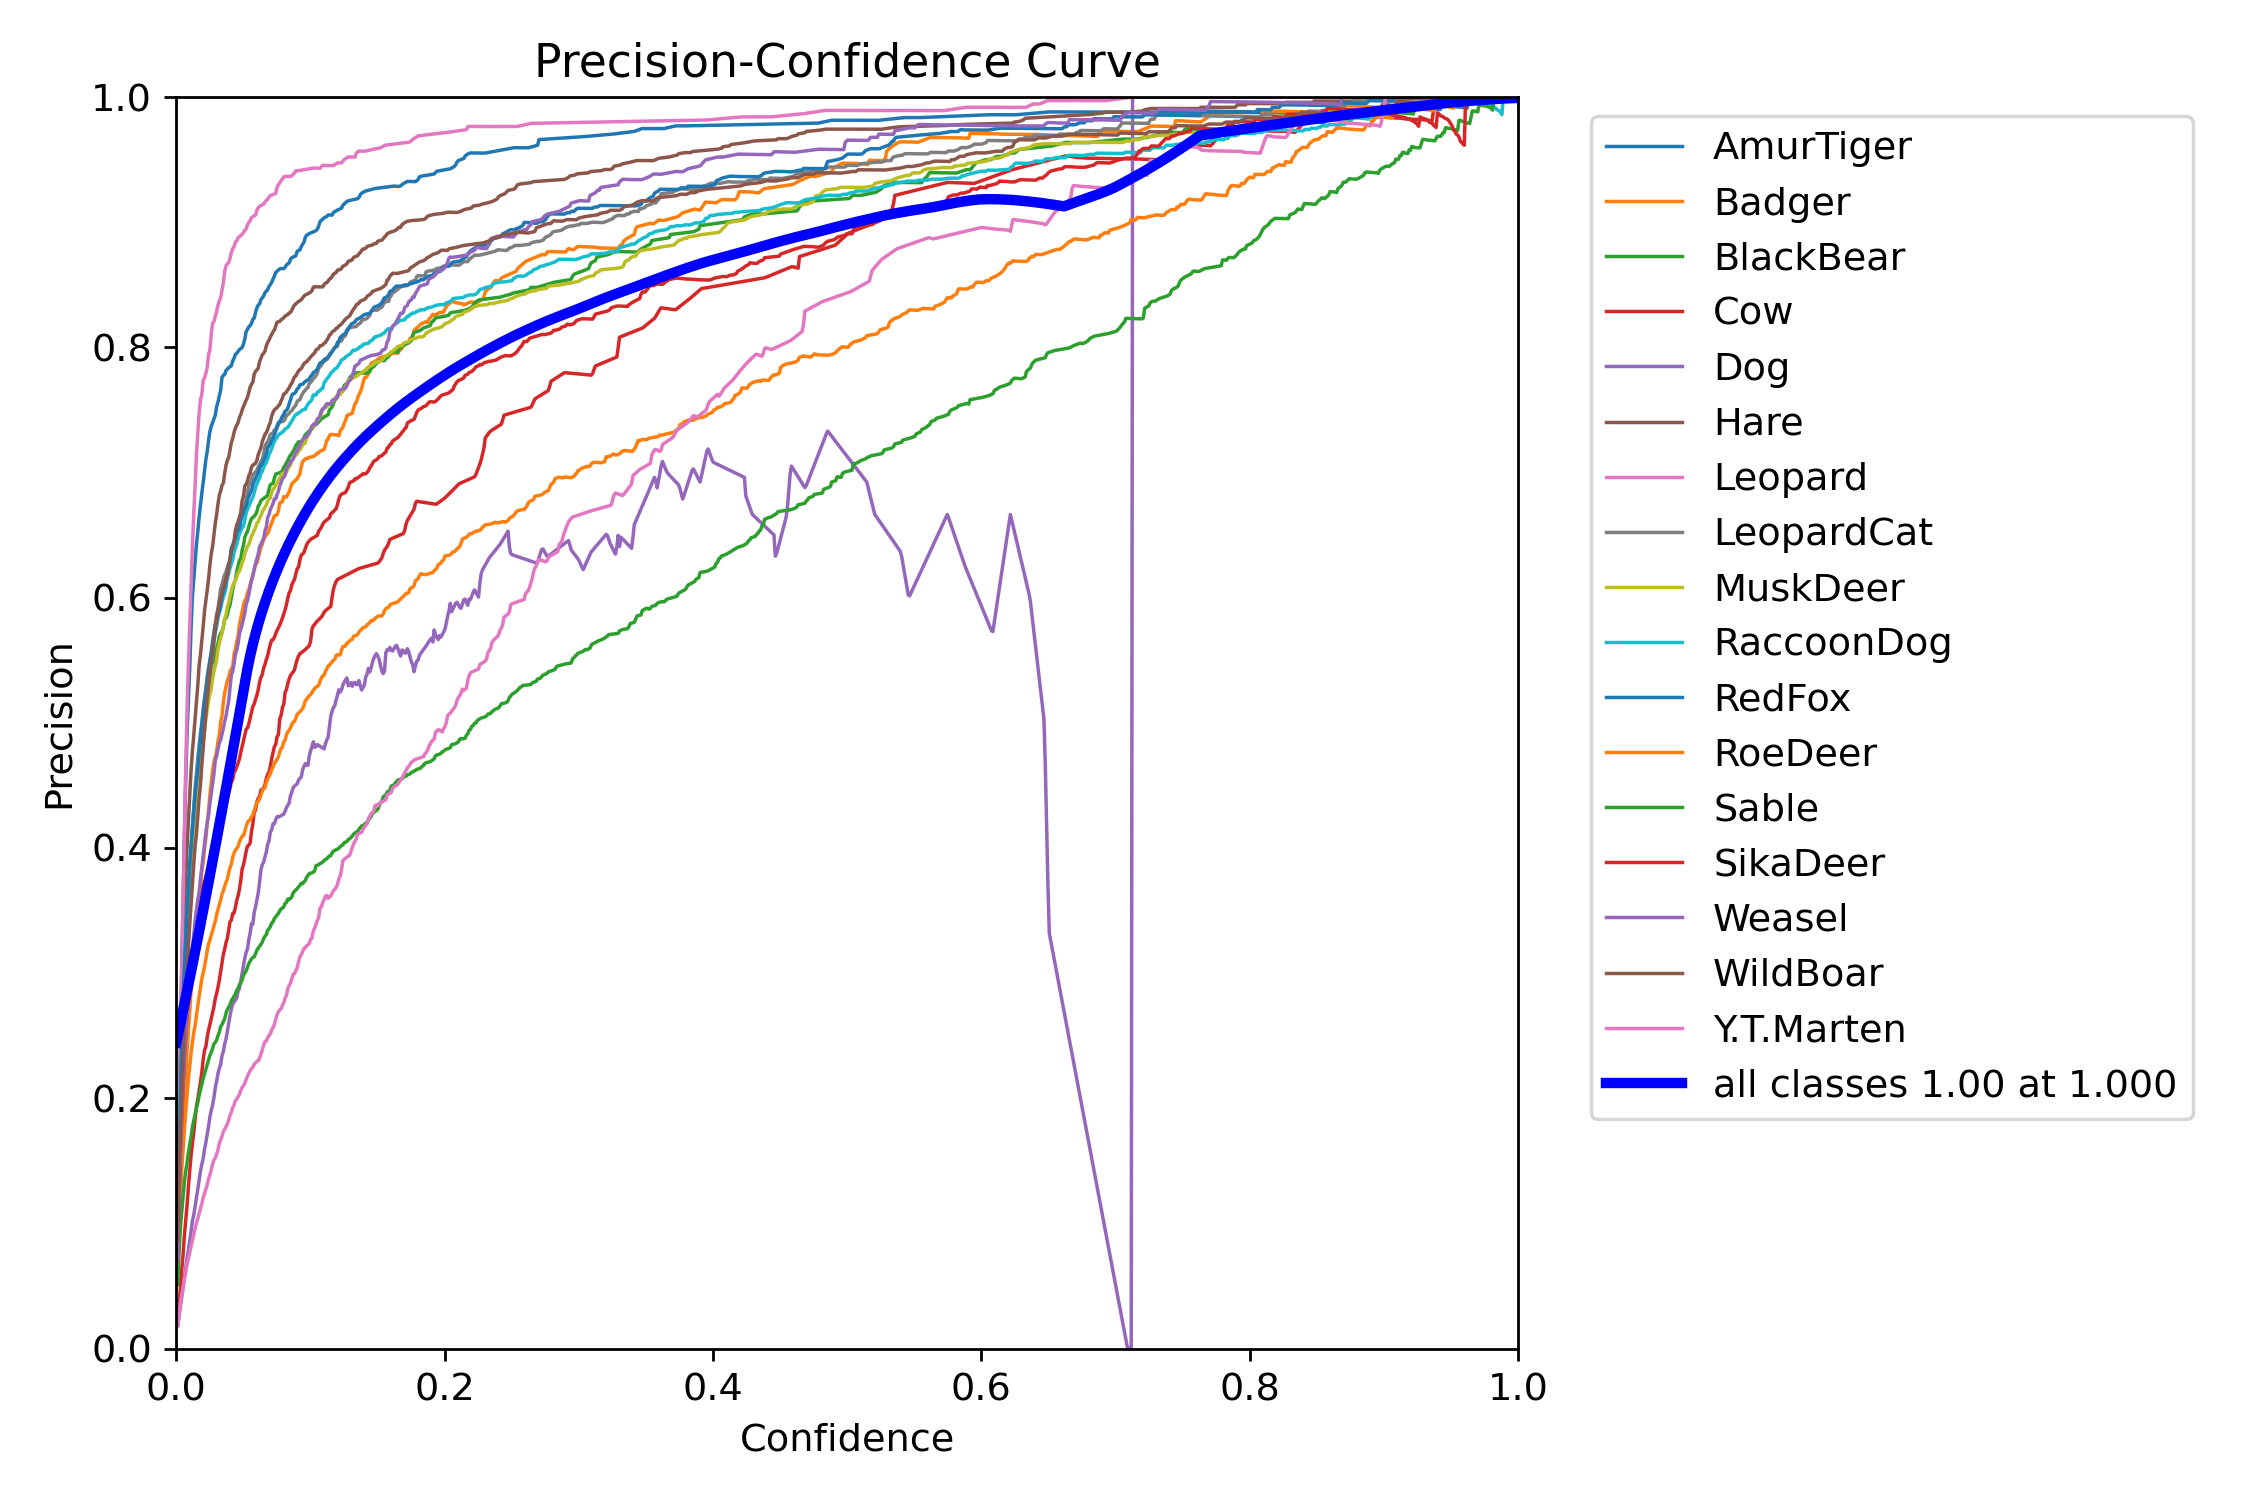 Precision-Confidence Curve
1.0
0.8
0.6
0.4
0.2
0.0
Precision
0.0 0.2 0.4 0.6 0.8 1.0
Confidence
AmurTiger
Badger
BlackBear
Cow
Dog
Hare
Leopard
LeopardCat
MuskDeer
RaccoonDog
RedFox
RoeDeer
Sable
SikaDeer
Weasel
WildBoar
Y.T.Marten
all classes 1.00 at 1.000